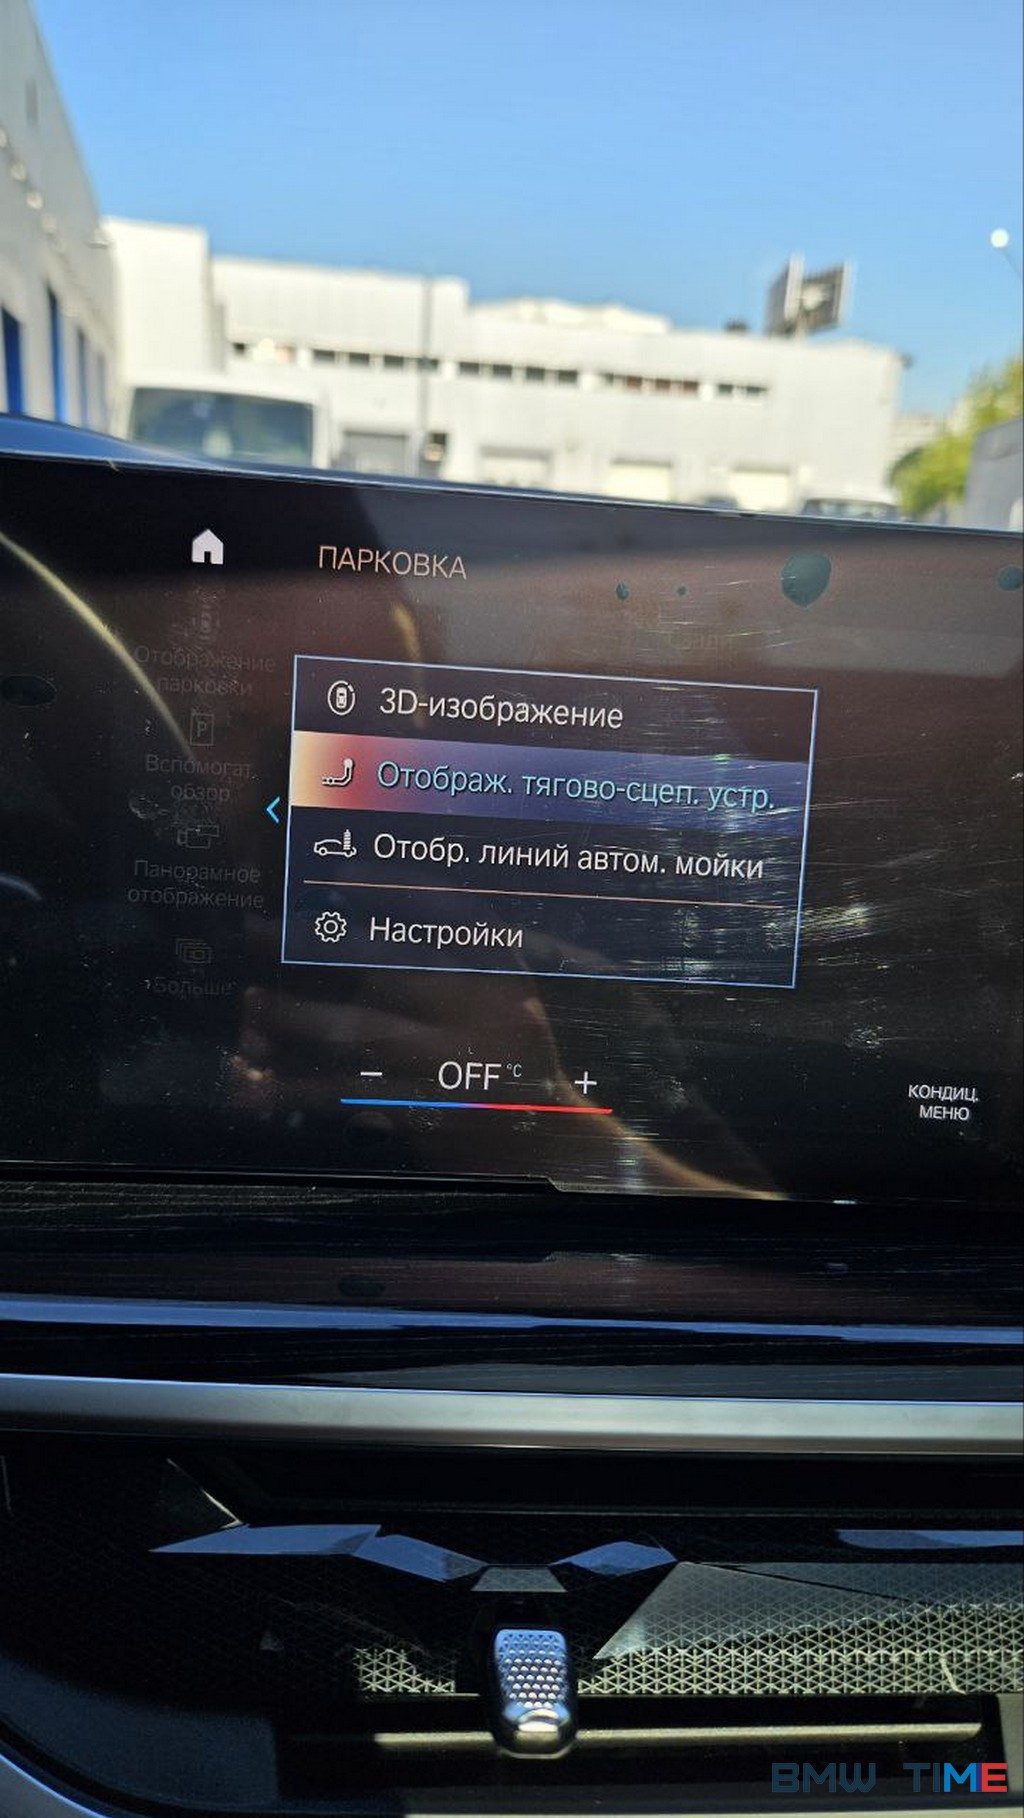 ПАРКОВКА
Отображение
парковки
Вспомогат.
обзор
Панорамное
отображение
Больше
3D-изображение
Отображ. тягово-сцеп. устр.
Отобр. линий автом. мойки
Настройки
− OFF °C +
КОНДИЦ.
МЕНЮ
BMW TIME